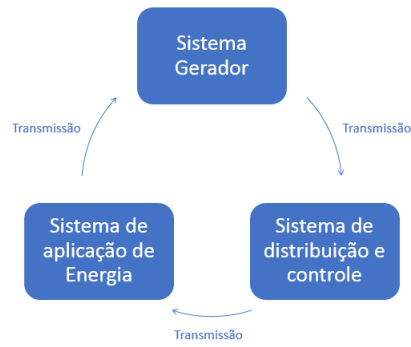 Sistema
Gerador
Transmissão
Transmissão
Sistema de
aplicação de
Energia
Sistema de
distribuição e
controle
Transmissão